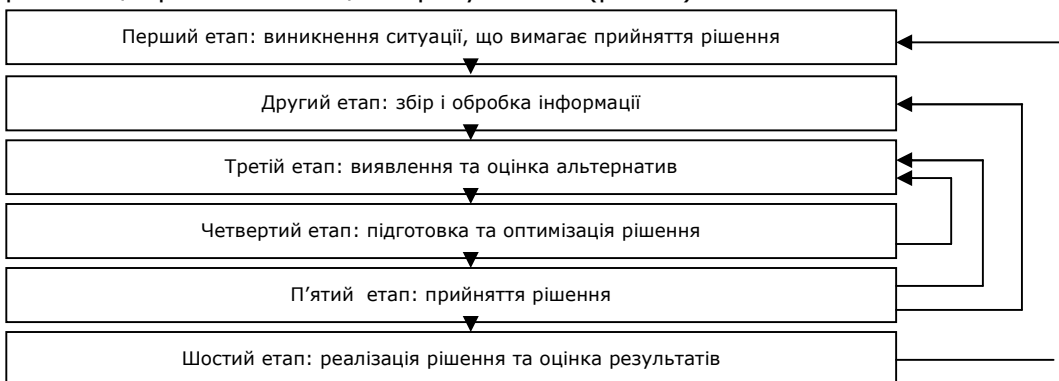 Перший етап: виникнення ситуації, що вимагає прийняття рішення
Другий етап: збір і обробка інформації
Третій етап: виявлення та оцінка альтернатив
Четвертий етап: підготовка та оптимізація рішення
П’ятий етап: прийняття рішення
Шостий етап: реалізація рішення та оцінка результатів